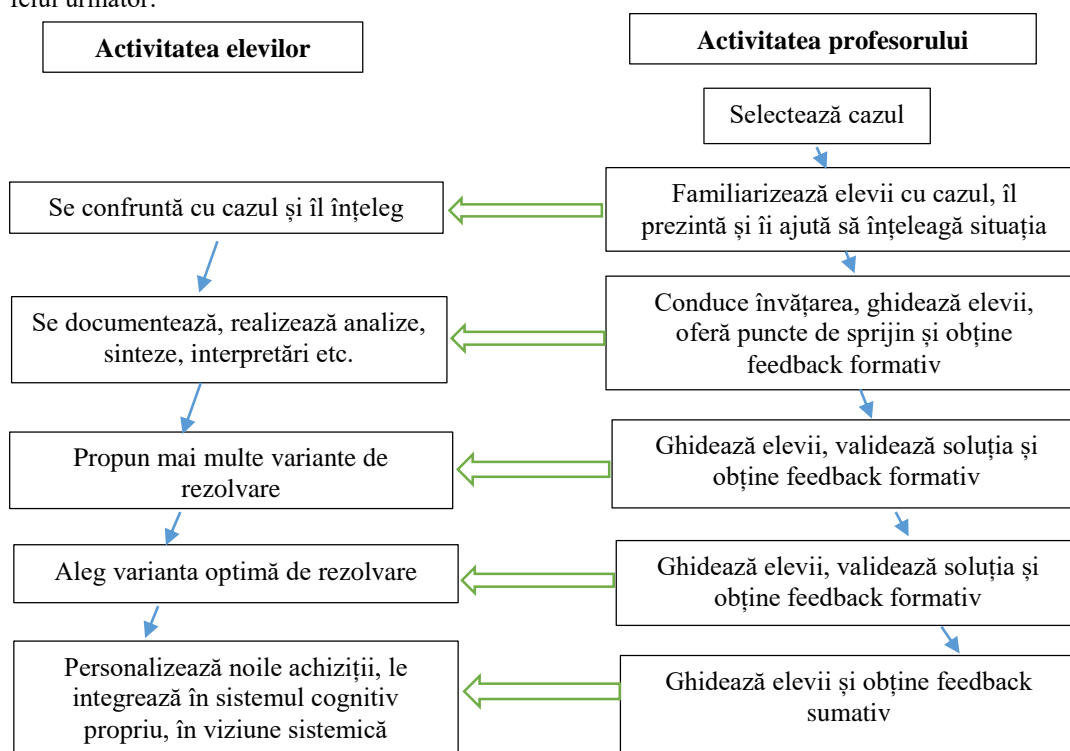 felul următor:
Activitatea elevilor
Activitatea profesorului
Selectează cazul
Se confruntă cu cazul și îl înțeleg
Familiarizează elevii cu cazul, îl
prezintă și îi ajută să înțeleagă situația
Se documentează, realizează analize,
sinteze, interpretări etc.
Conduce învățarea, ghidează elevii,
oferă puncte de sprijin și obține
feedback formativ
Propun mai multe variante de
rezolvare
Ghidează elevii, validează soluția și
obține feedback formativ
Aleg varianta optimă de rezolvare
Ghidează elevii, validează soluția și
obține feedback formativ
Personalizează noile achiziții, le
integrează în sistemul cognitiv
propriu, în viziune sistemică
Ghidează elevii și obține feedback
sumativ